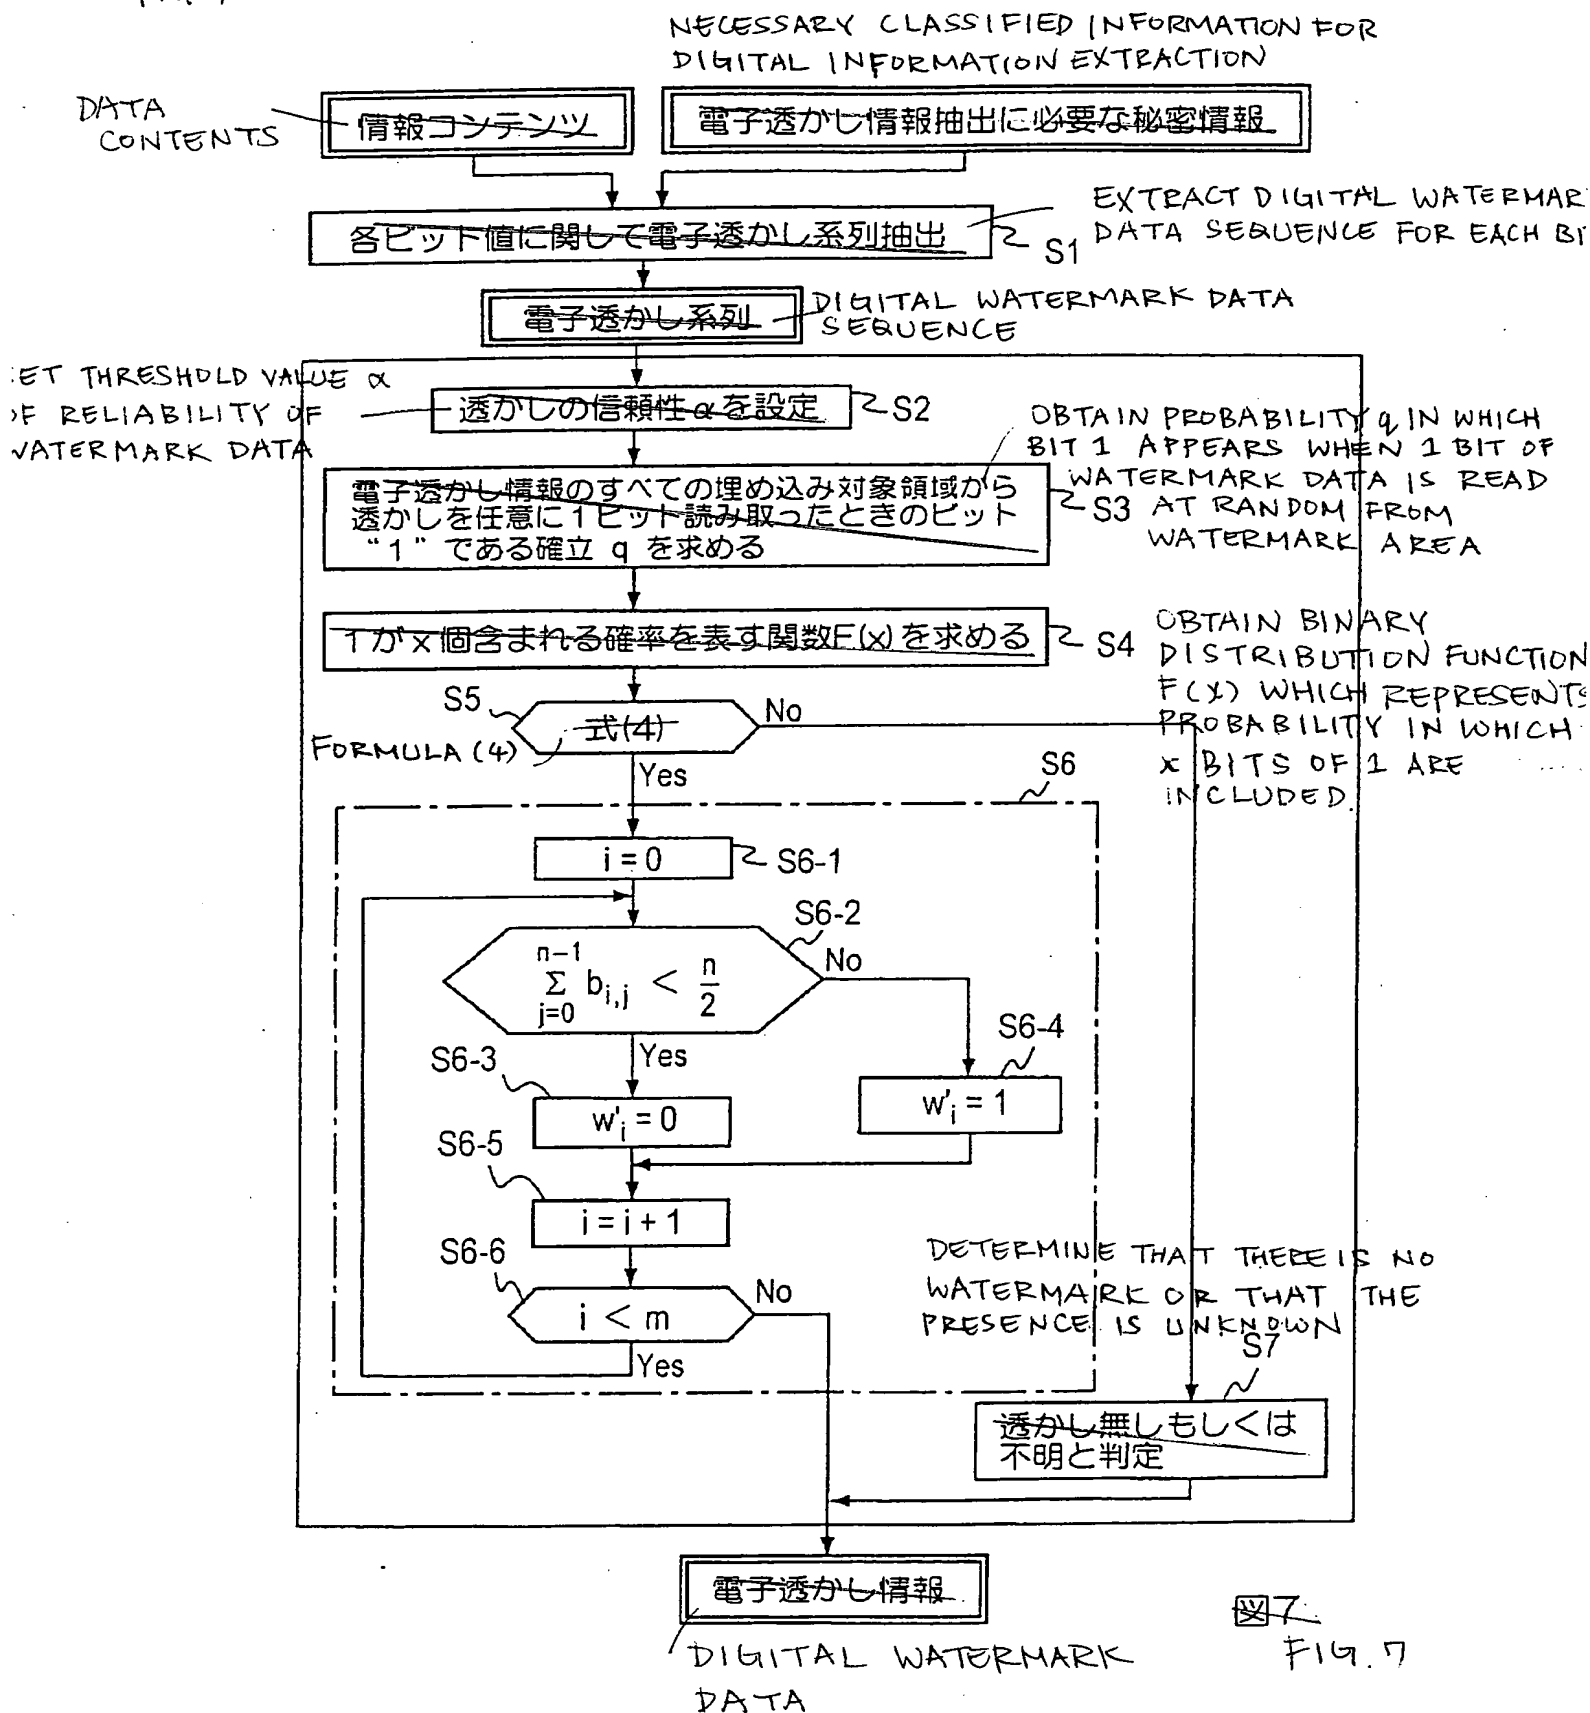 NECESSARY CLASSIFIED INFORMATION FOR
DIGITAL INFORMATION EXTRACTION
DATA
CONTENTS
情報コンテンツ
電子透かし情報抽出に必要な秘密情報
各ビット値に関して電子透かし系列抽出
S1
EXTRACT DIGITAL WATERMAR
DATA SEQUENCE FOR EACH BI
電子透かし系列
DIGITAL WATERMARK DATA
SEQUENCE
ET THRESHOLD VALUE α
F RELIABILITY OF
WATERMARK DATA
透かしの信頼性αを設定
S2
OBTAIN PROBABILITY q IN WHICH
BIT 1 APPEARS WHEN 1 BIT OF
WATERMARK DATA IS READ
AT RANDOM FROM
WATERMARK AREA
電子透かし情報のすべての埋め込み対象領域から
透かしを任意に1ビット読み取ったときのビット
“1”である確立 q を求める
S3
1がx個含まれる確率を表す関数F(x)を求める
S4
OBTAIN BINARY
DISTRIBUTION FUNCTION
F(x) WHICH REPRESENTS
PROBABILITY IN WHICH
x BITS OF 1 ARE
INCLUDED.
S5
式(4)
No
FORMULA (4)
Yes
S6
i = 0
S6-1
S6-2
n-1
Σ b i,j < n/2
j=0
No
Yes
S6-3
S6-4
w'i = 0
w'i = 1
S6-5
i = i + 1
S6-6
i < m
No
Yes
DETERMINE THAT THERE IS NO
WATERMARK OR THAT THE
PRESENCE IS UNKNOWN
S7
透かし無しもしくは
不明と判定
電子透かし情報
DIGITAL WATERMARK
DATA
図7
FIG. 7